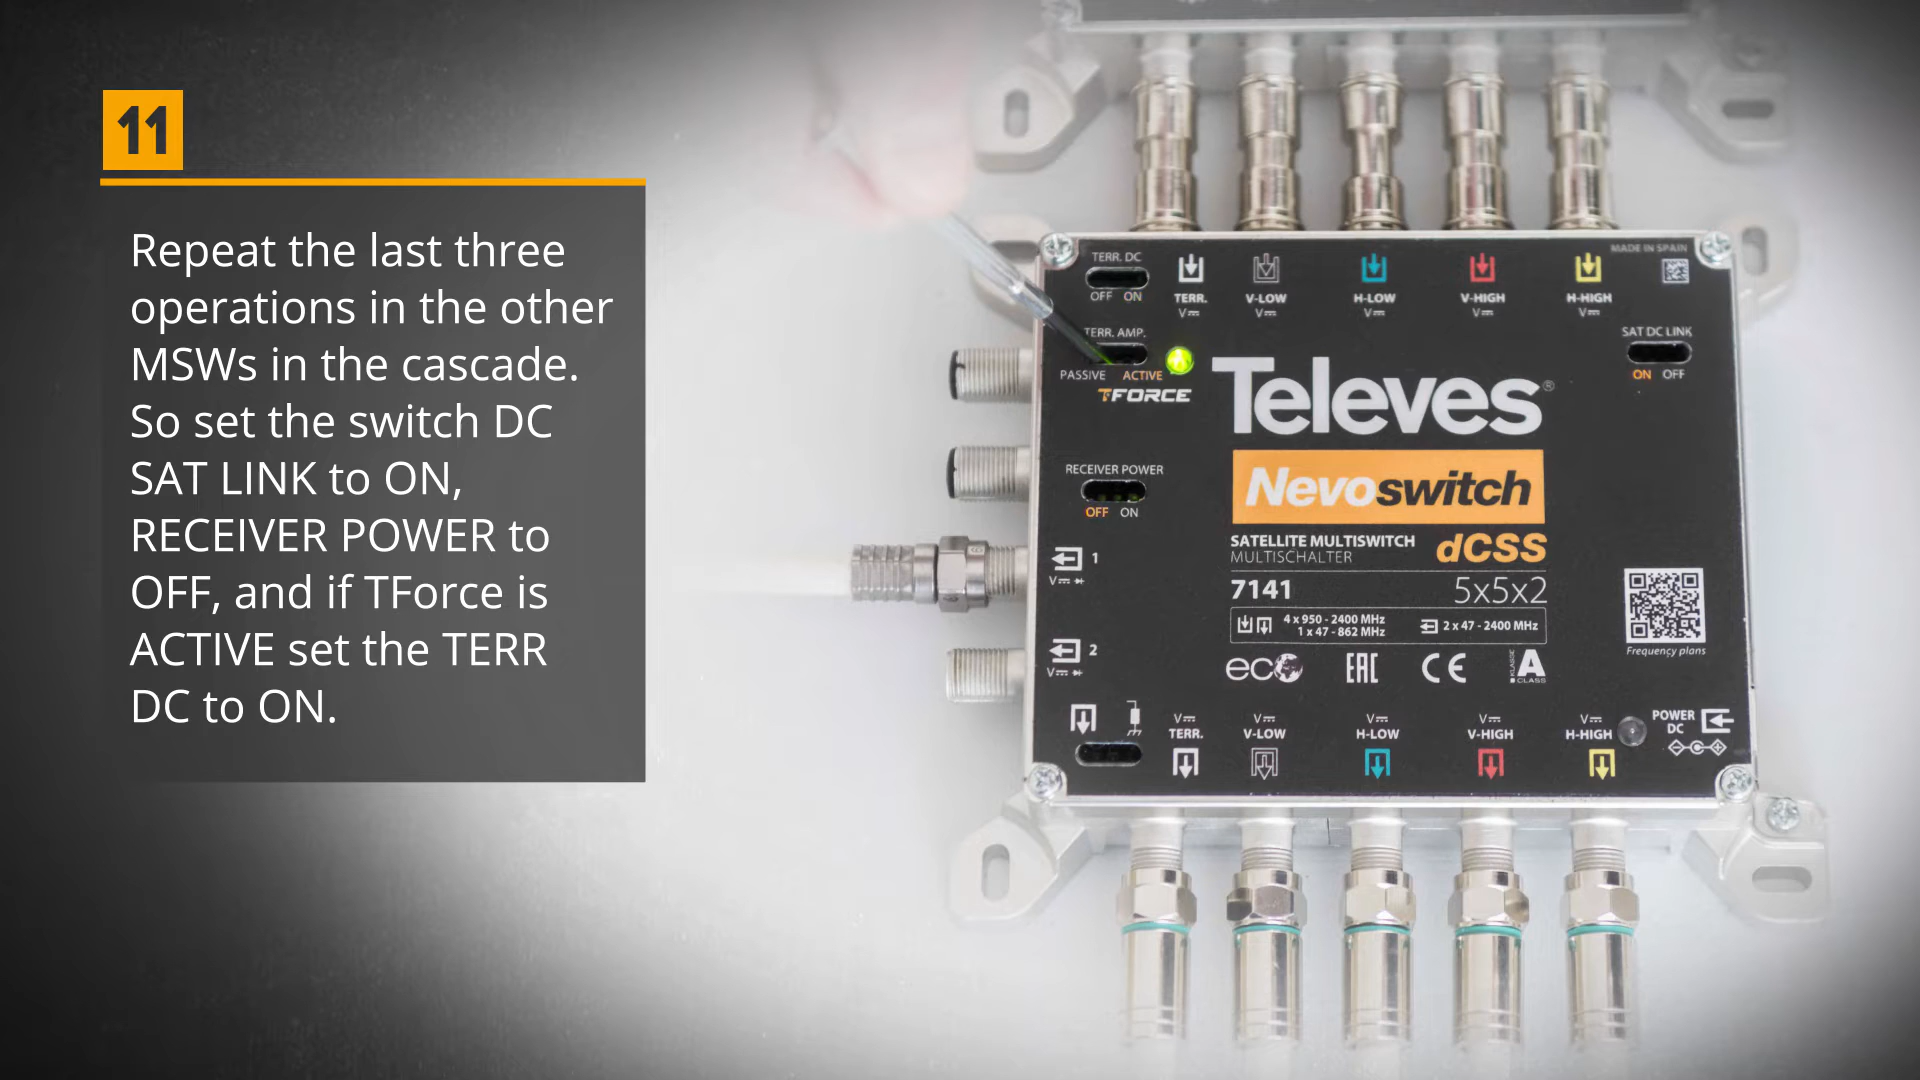 11
Repeat the last three
operations in the other
MSWs in the cascade.
So set the switch DC
SAT LINK to ON,
RECEIVER POWER to
OFF, and if TForce is
ACTIVE set the TERR
DC to ON.
MADE IN SPAIN
TERR. DC
OFF ON
TERR. V-LOW H-LOW V-HIGH H-HIGH
V V V V V
TERR. AMP.
PASSIVE ACTIVE
TFORCE
SAT DC LINK
ON OFF
Televes®
RECEIVER POWER
OFF ON
Nevoswitch
SATELLITE MULTISWITCH
MULTISCHALTER
dCSS
7141 5x5x2
4 x 950 - 2400 MHz
1 x 47 - 862 MHz
2 x 47 - 2400 MHz
1
V
2
V
Frequency plans
eco EAC CE KLASSE A CLASS
V V V V V
TERR. V-LOW H-LOW V-HIGH H-HIGH
POWER
DC